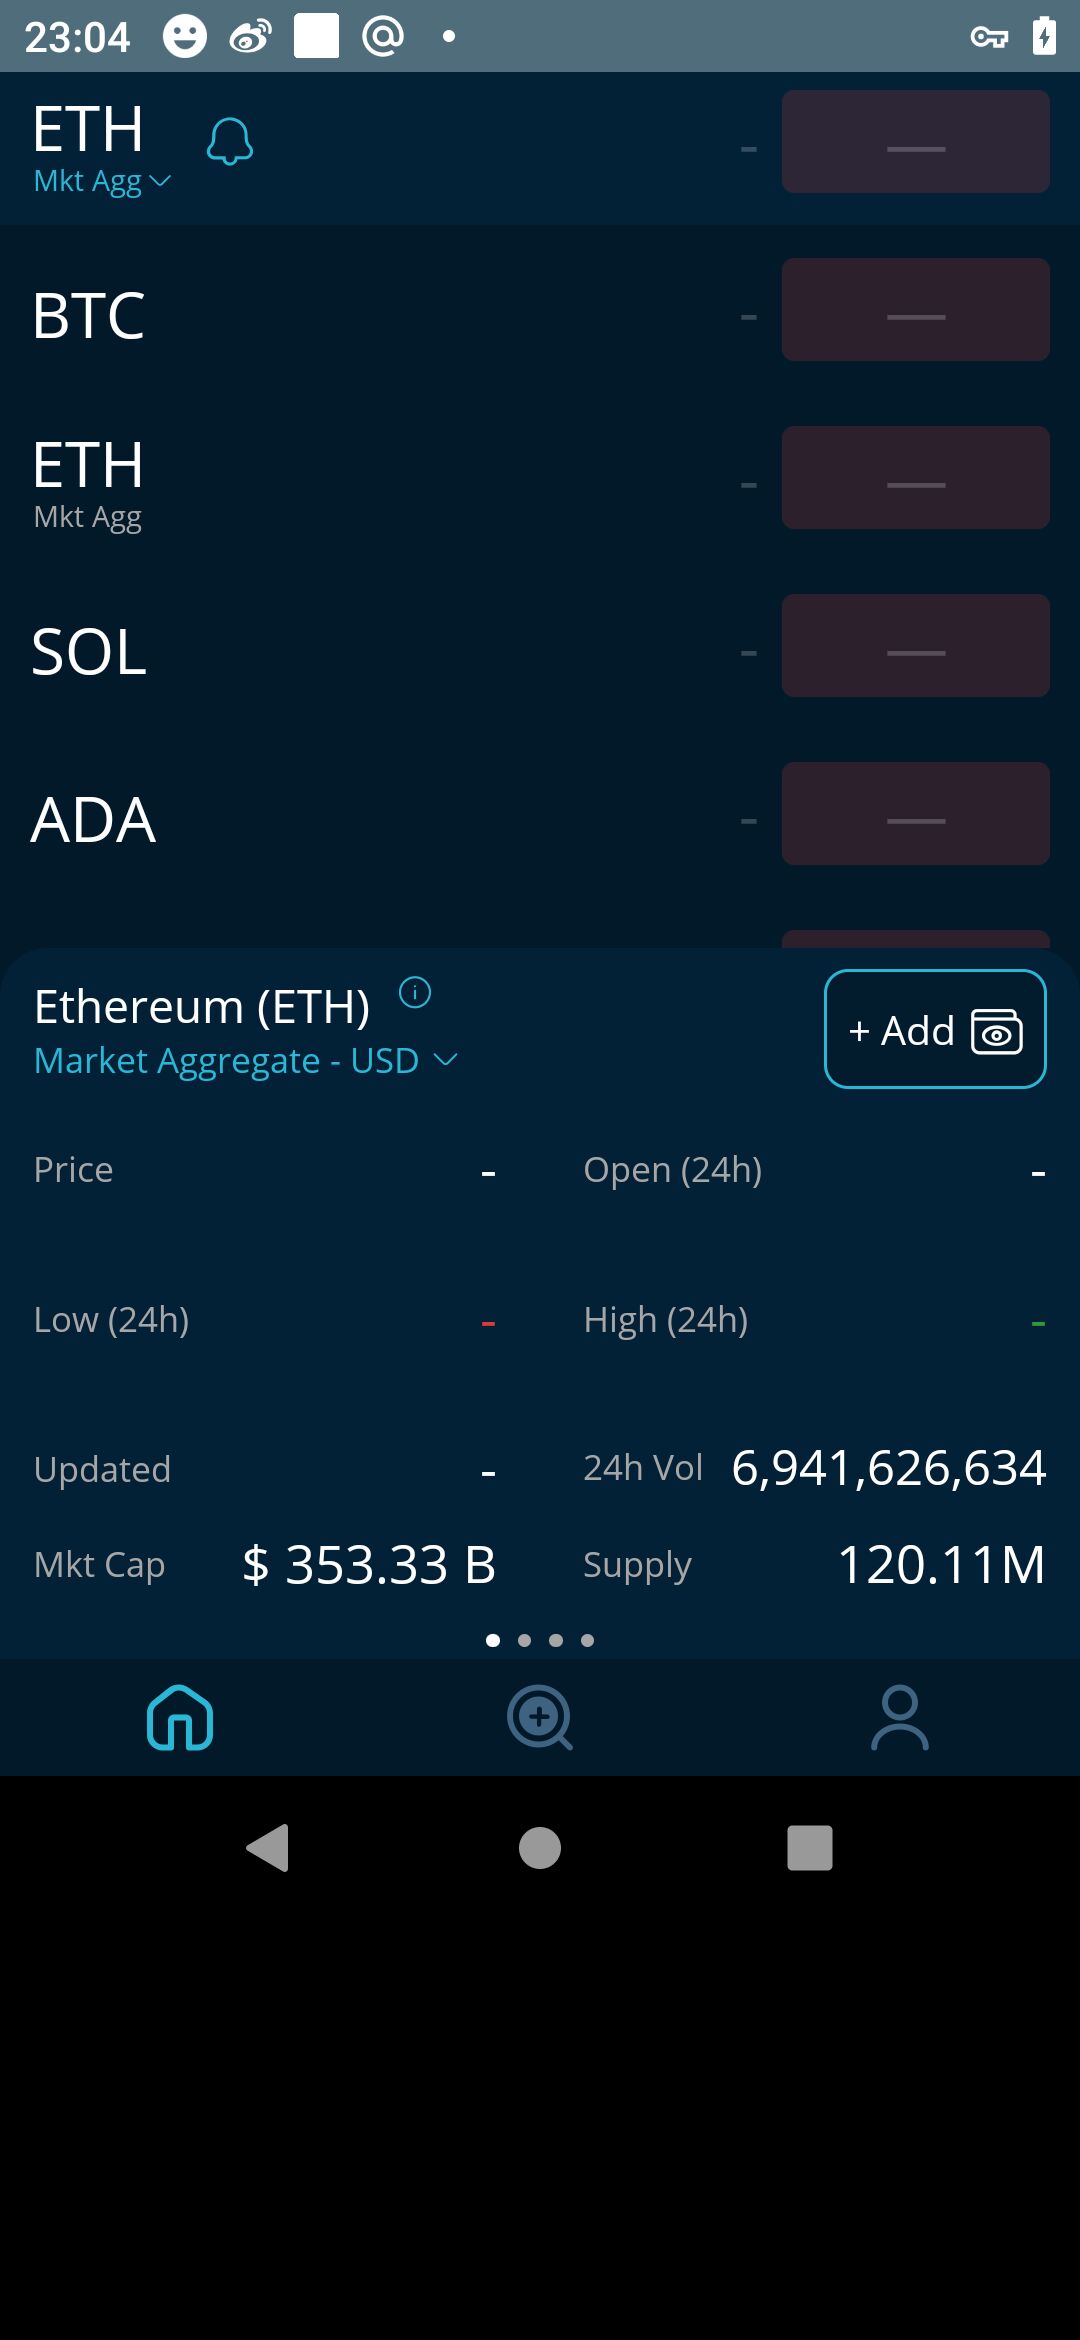 23:04
ETH
Mkt Agg
- —
BTC - —
ETH
Mkt Agg
- —
SOL - —
ADA - —
Ethereum (ETH)
Market Aggregate - USD
+ Add
Price - Open (24h) -
Low (24h) - High (24h) -
Updated - 24h Vol 6,941,626,634
Mkt Cap $ 353.33 B Supply 120.11M